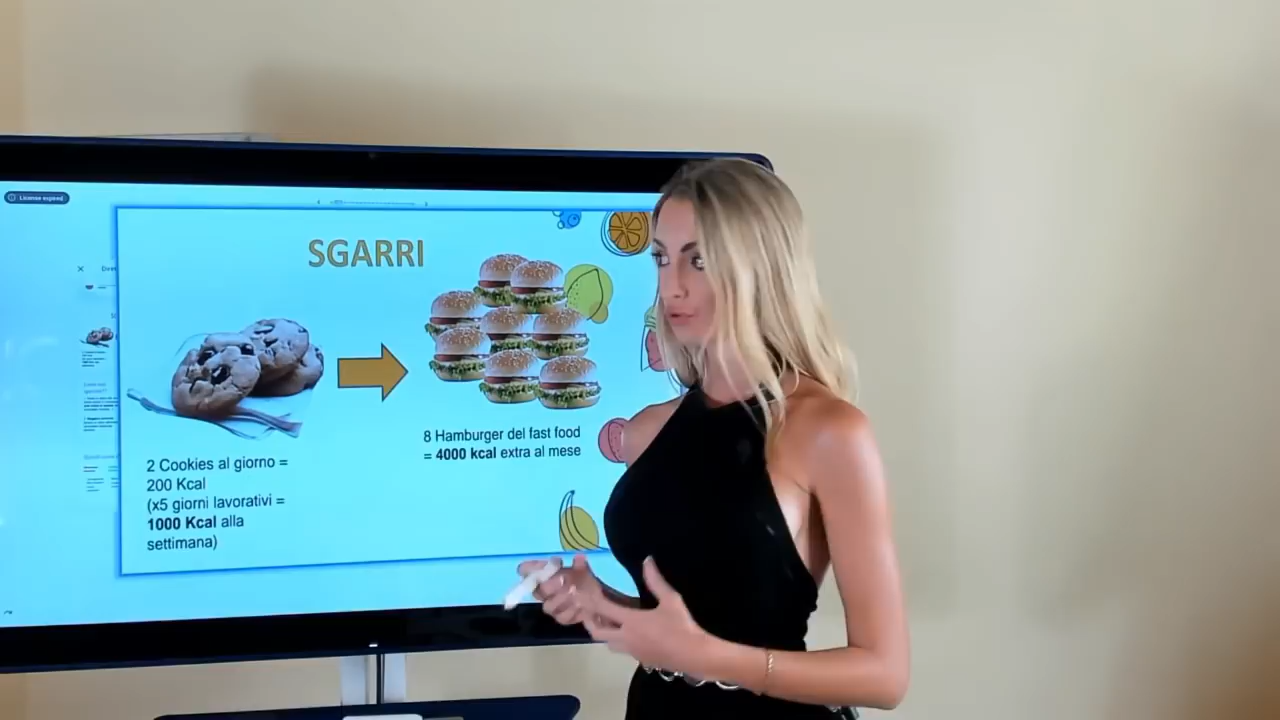 License expired
SGARRI
8 Hamburger del fast food
= 4000 kcal extra al mese
2 Cookies al giorno =
200 Kcal
(x5 giorni lavorativi =
1000 Kcal alla
settimana)